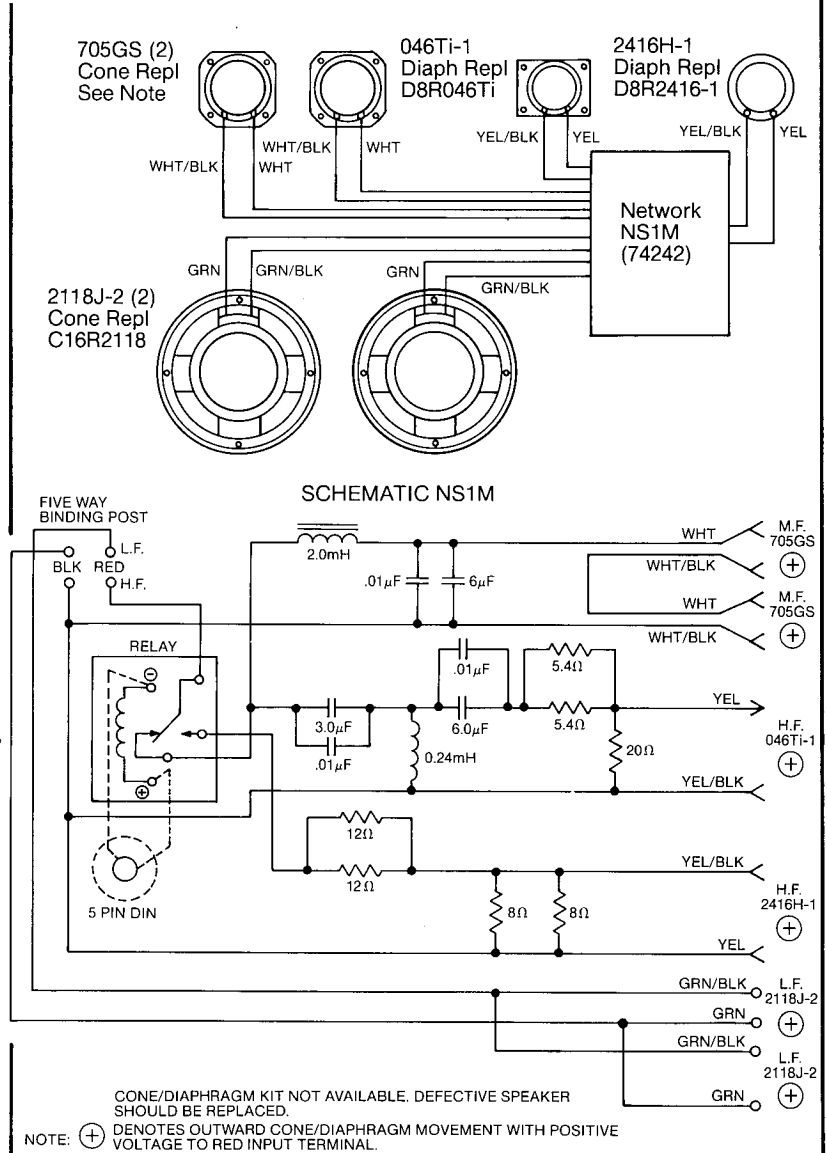 705GS (2)
Cone Repl
See Note
046Ti-1
Diaph Repl
D8R046Ti
2416H-1
Diaph Repl
D8R2416-1
WHT/BLK
WHT
WHT/BLK
WHT
YEL/BLK
YEL
YEL/BLK
YEL
Network
NS1M
(74242)
GRN
GRN/BLK
GRN
GRN/BLK
2118J-2 (2)
Cone Repl
C16R2118
SCHEMATIC NS1M
FIVE WAY
BINDING POST
L.F.
BLK RED
H.F.
2.0mH
.01μF
6μF
WHT
M.F.
705GS
WHT/BLK
+
WHT
M.F.
705GS
WHT/BLK
+
RELAY
−
+
5 PIN DIN
3.0μF
.01μF
0.24mH
.01μF
6.0μF
5.4Ω
5.4Ω
20Ω
YEL
H.F.
046Ti-1
+
YEL/BLK
12Ω
12Ω
8Ω
8Ω
YEL/BLK
H.F.
2416H-1
+
YEL
GRN/BLK
L.F.
2118J-2
GRN
+
GRN/BLK
L.F.
2118J-2
GRN
+
CONE/DIAPHRAGM KIT NOT AVAILABLE. DEFECTIVE SPEAKER
SHOULD BE REPLACED.
NOTE: + DENOTES OUTWARD CONE/DIAPHRAGM MOVEMENT WITH POSITIVE
VOLTAGE TO RED INPUT TERMINAL.